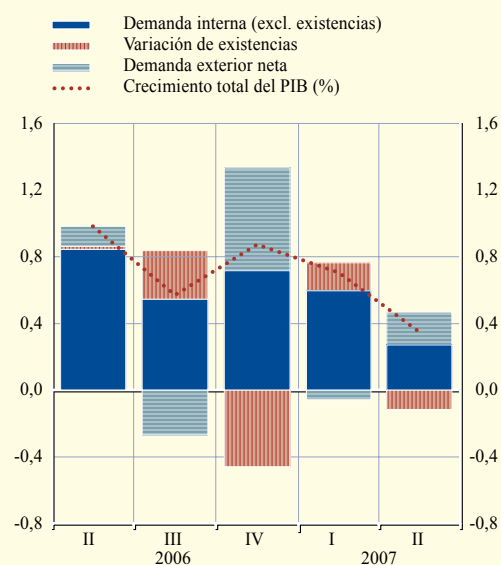 Demanda interna (excl. existencias)
Variación de existencias
Demanda exterior neta
Crecimiento total del PIB (%)
1,6 1,6
1,2 1,2
0,8 0,8
0,4 0,4
0,0 0,0
-0,4 -0,4
-0,8 -0,8
II III IV I II
2006 2007